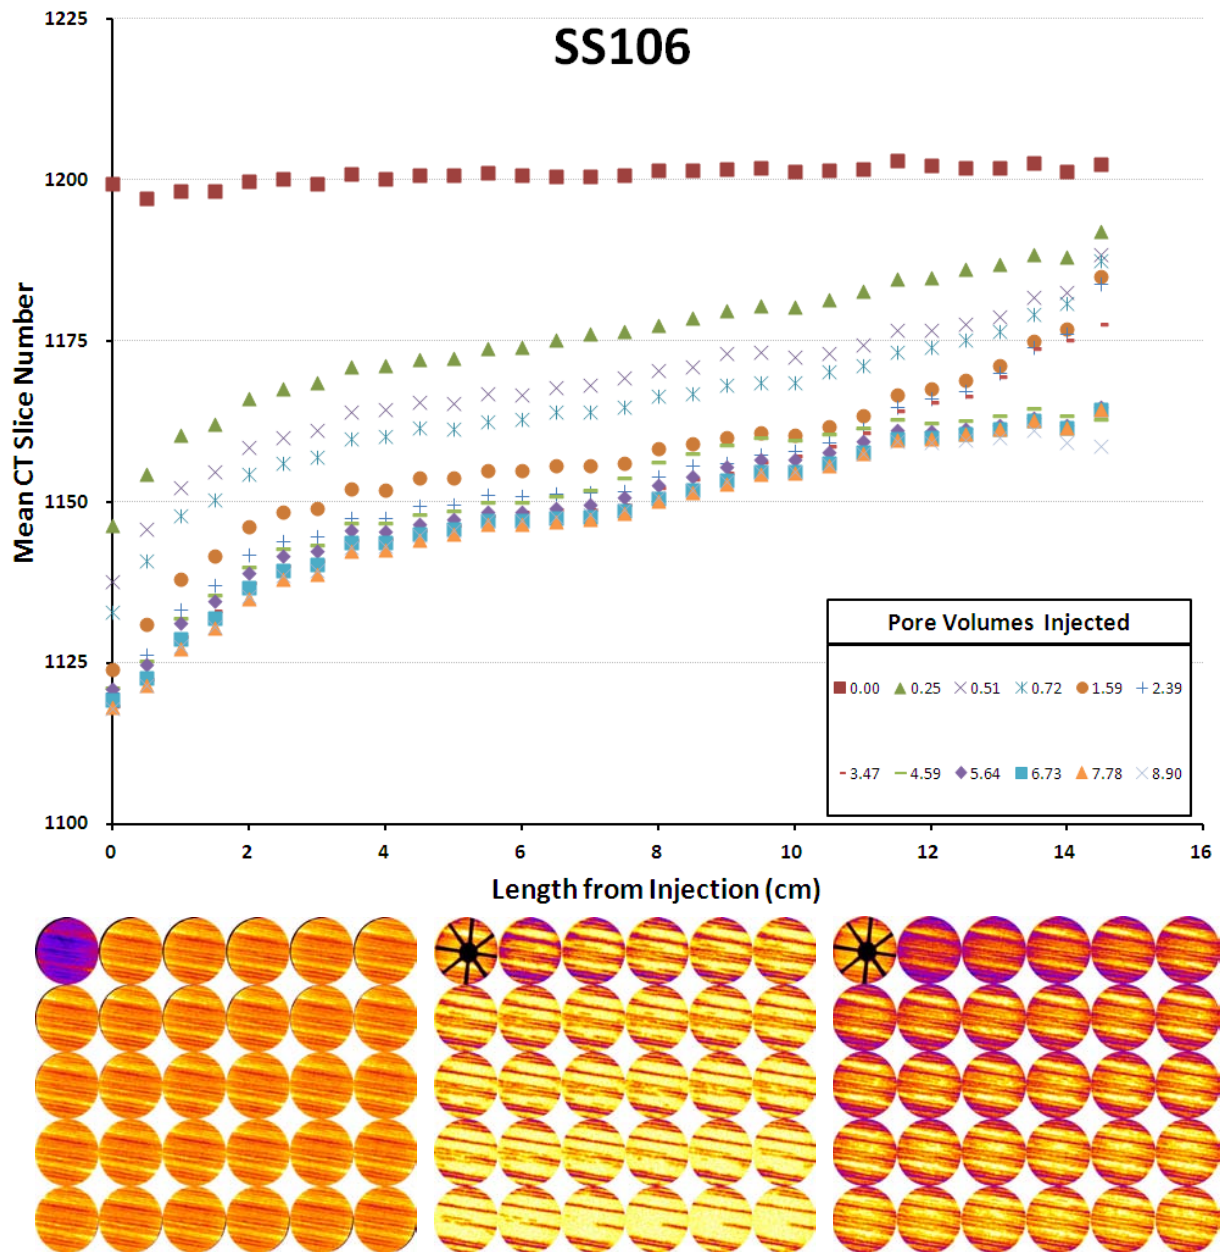 SS106
1225
1200
1175
1150
1125
1100
Mean CT Slice Number
Pore Volumes Injected
0.00 0.25 0.51 0.72 1.59 2.39
3.47 4.59 5.64 6.73 7.78 8.90
0 2 4 6 8 10 12 14 16
Length from Injection (cm)